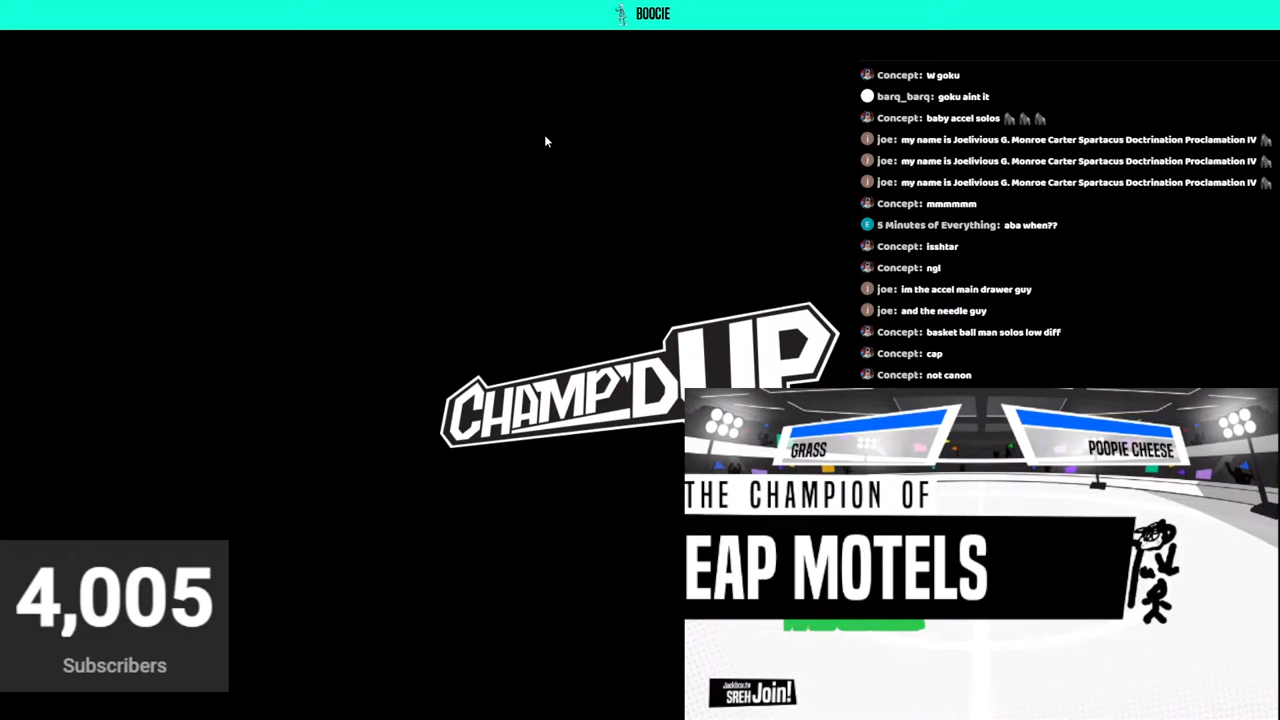 BOOCIE
Concept: W goku
barq_barq: goku aint it
Concept: baby accel solos
joe: my name is Joelivious G. Monroe Carter Spartacus Doctrination Proclamation IV
joe: my name is Joelivious G. Monroe Carter Spartacus Doctrination Proclamation IV
joe: my name is Joelivious G. Monroe Carter Spartacus Doctrination Proclamation IV
Concept: mmmmmm
5 Minutes of Everything: aba when??
Concept: isshtar
Concept: ngl
joe: im the accel main drawer guy
joe: and the needle guy
Concept: basket ball man solos low diff
Concept: cap
Concept: not canon
CHAMP'D UP
GRASS
POOPIE CHEESE
THE CHAMPION OF
EAP MOTELS
4,005
Subscribers
Jackbox.tv
SREH Join!